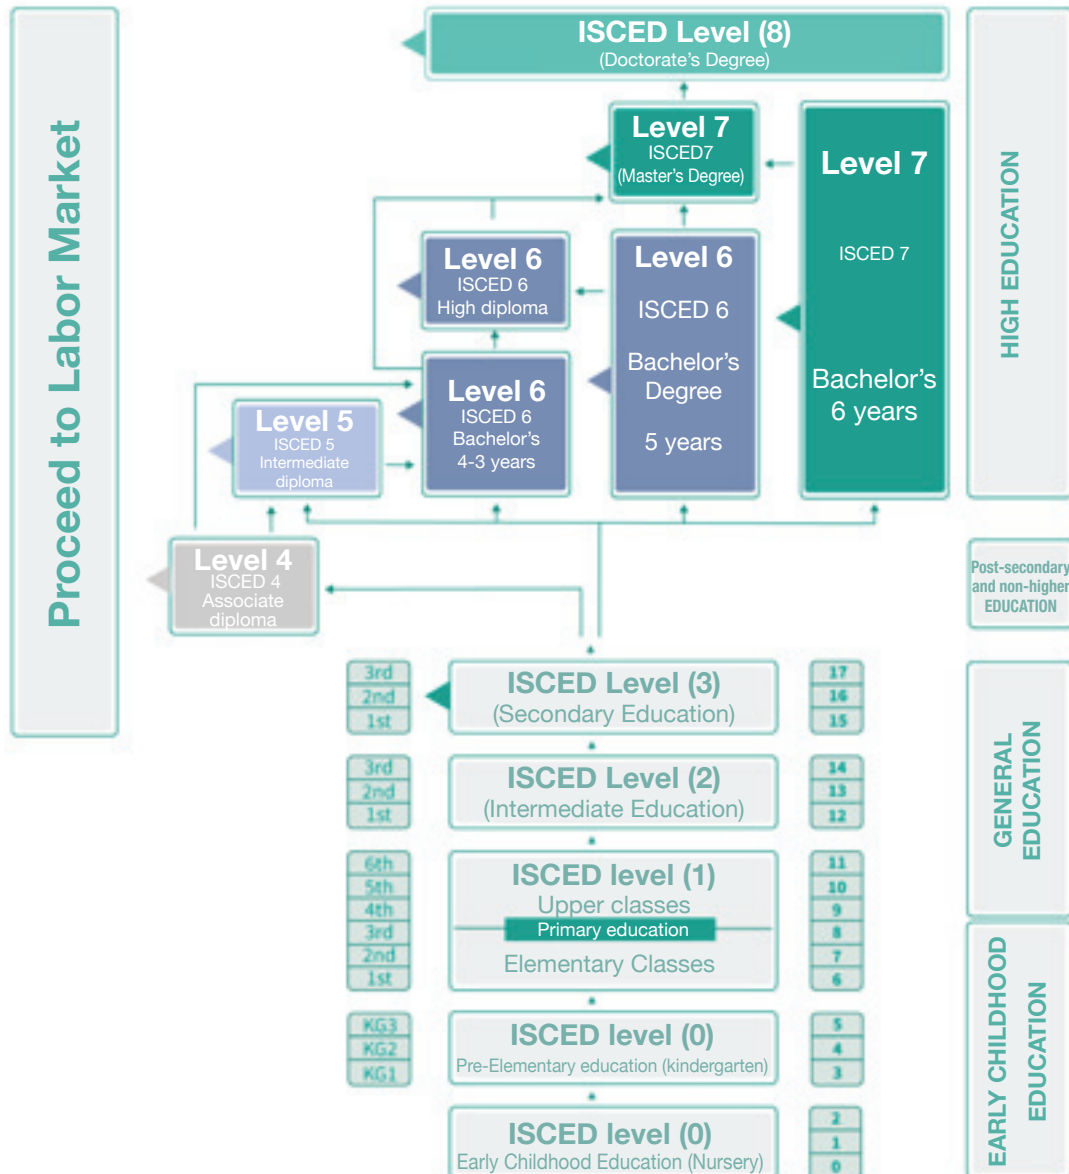 Proceed to Labor Market
ISCED Level (8)
(Doctorate's Degree)
Level 7
ISCED7
(Master's Degree)
Level 7
ISCED 7
Bachelor's
6 years
Level 6
ISCED 6
High diploma
Level 6
ISCED 6
Bachelor's
Degree
5 years
Level 6
ISCED 6
Bachelor's
4-3 years
Level 5
ISCED 5
Intermediate
diploma
Level 4
ISCED 4
Associate
diploma
HIGH EDUCATION
Post-secondary
and non-higher
EDUCATION
3rd
2nd
1st
ISCED Level (3)
(Secondary Education)
17
16
15
3rd
2nd
1st
ISCED Level (2)
(Intermediate Education)
14
13
12
GENERAL
EDUCATION
6th
5th
4th
3rd
2nd
1st
ISCED level (1)
Upper classes
Primary education
Elementary Classes
11
10
9
8
7
6
KG3
KG2
KG1
ISCED level (0)
Pre-Elementary education (kindergarten)
5
4
3
ISCED level (0)
Early Childhood Education (Nursery)
2
1
0
EARLY CHILDHOOD
EDUCATION